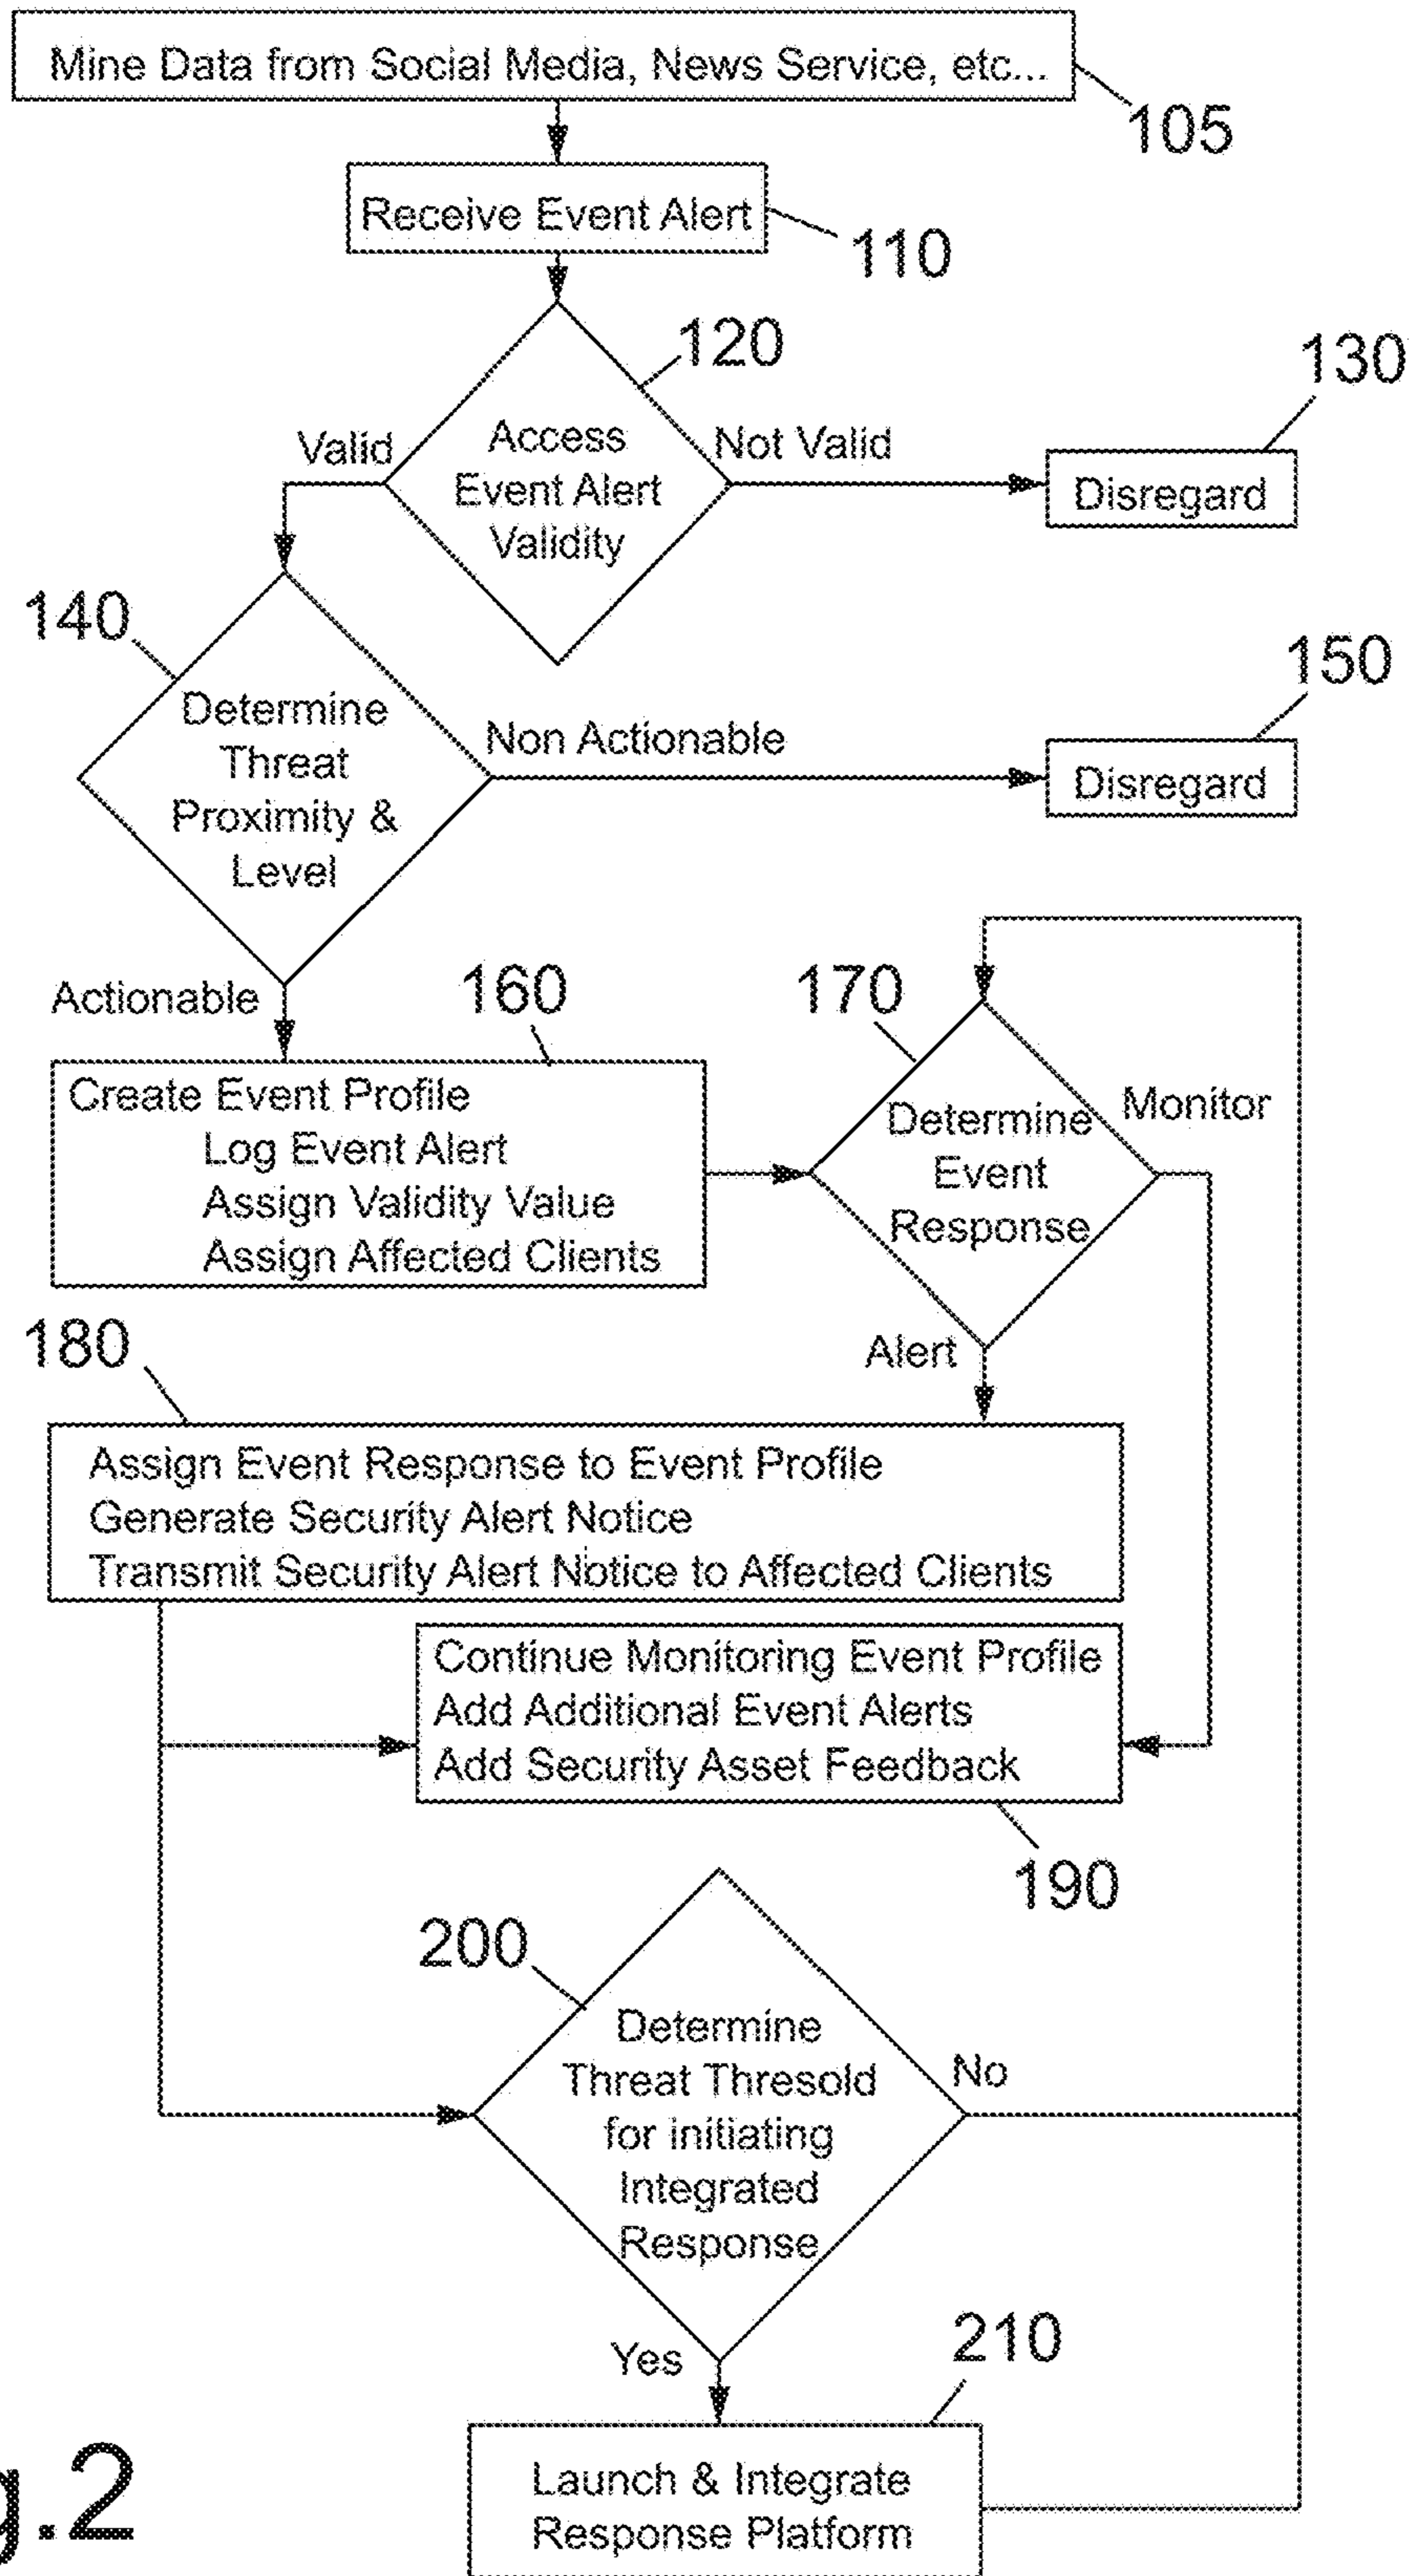 Mine Data from Social Media, News Service, etc...
105
Receive Event Alert
110
120
130
Valid
Access
Event Alert
Validity
Not Valid
Disregard
140
150
Determine
Threat
Proximity &
Level
Non Actionable
Disregard
Actionable
160
170
Create Event Profile
Log Event Alert
Assign Validity Value
Assign Affected Clients
Determine
Event
Response
Monitor
Alert
180
Assign Event Response to Event Profile
Generate Security Alert Notice
Transmit Security Alert Notice to Affected Clients
Continue Monitoring Event Profile
Add Additional Event Alerts
Add Security Asset Feedback
190
200
Determine
Threat Thresold
for initiating
Integrated
Response
No
Yes
210
Launch & Integrate
Response Platform
g.2